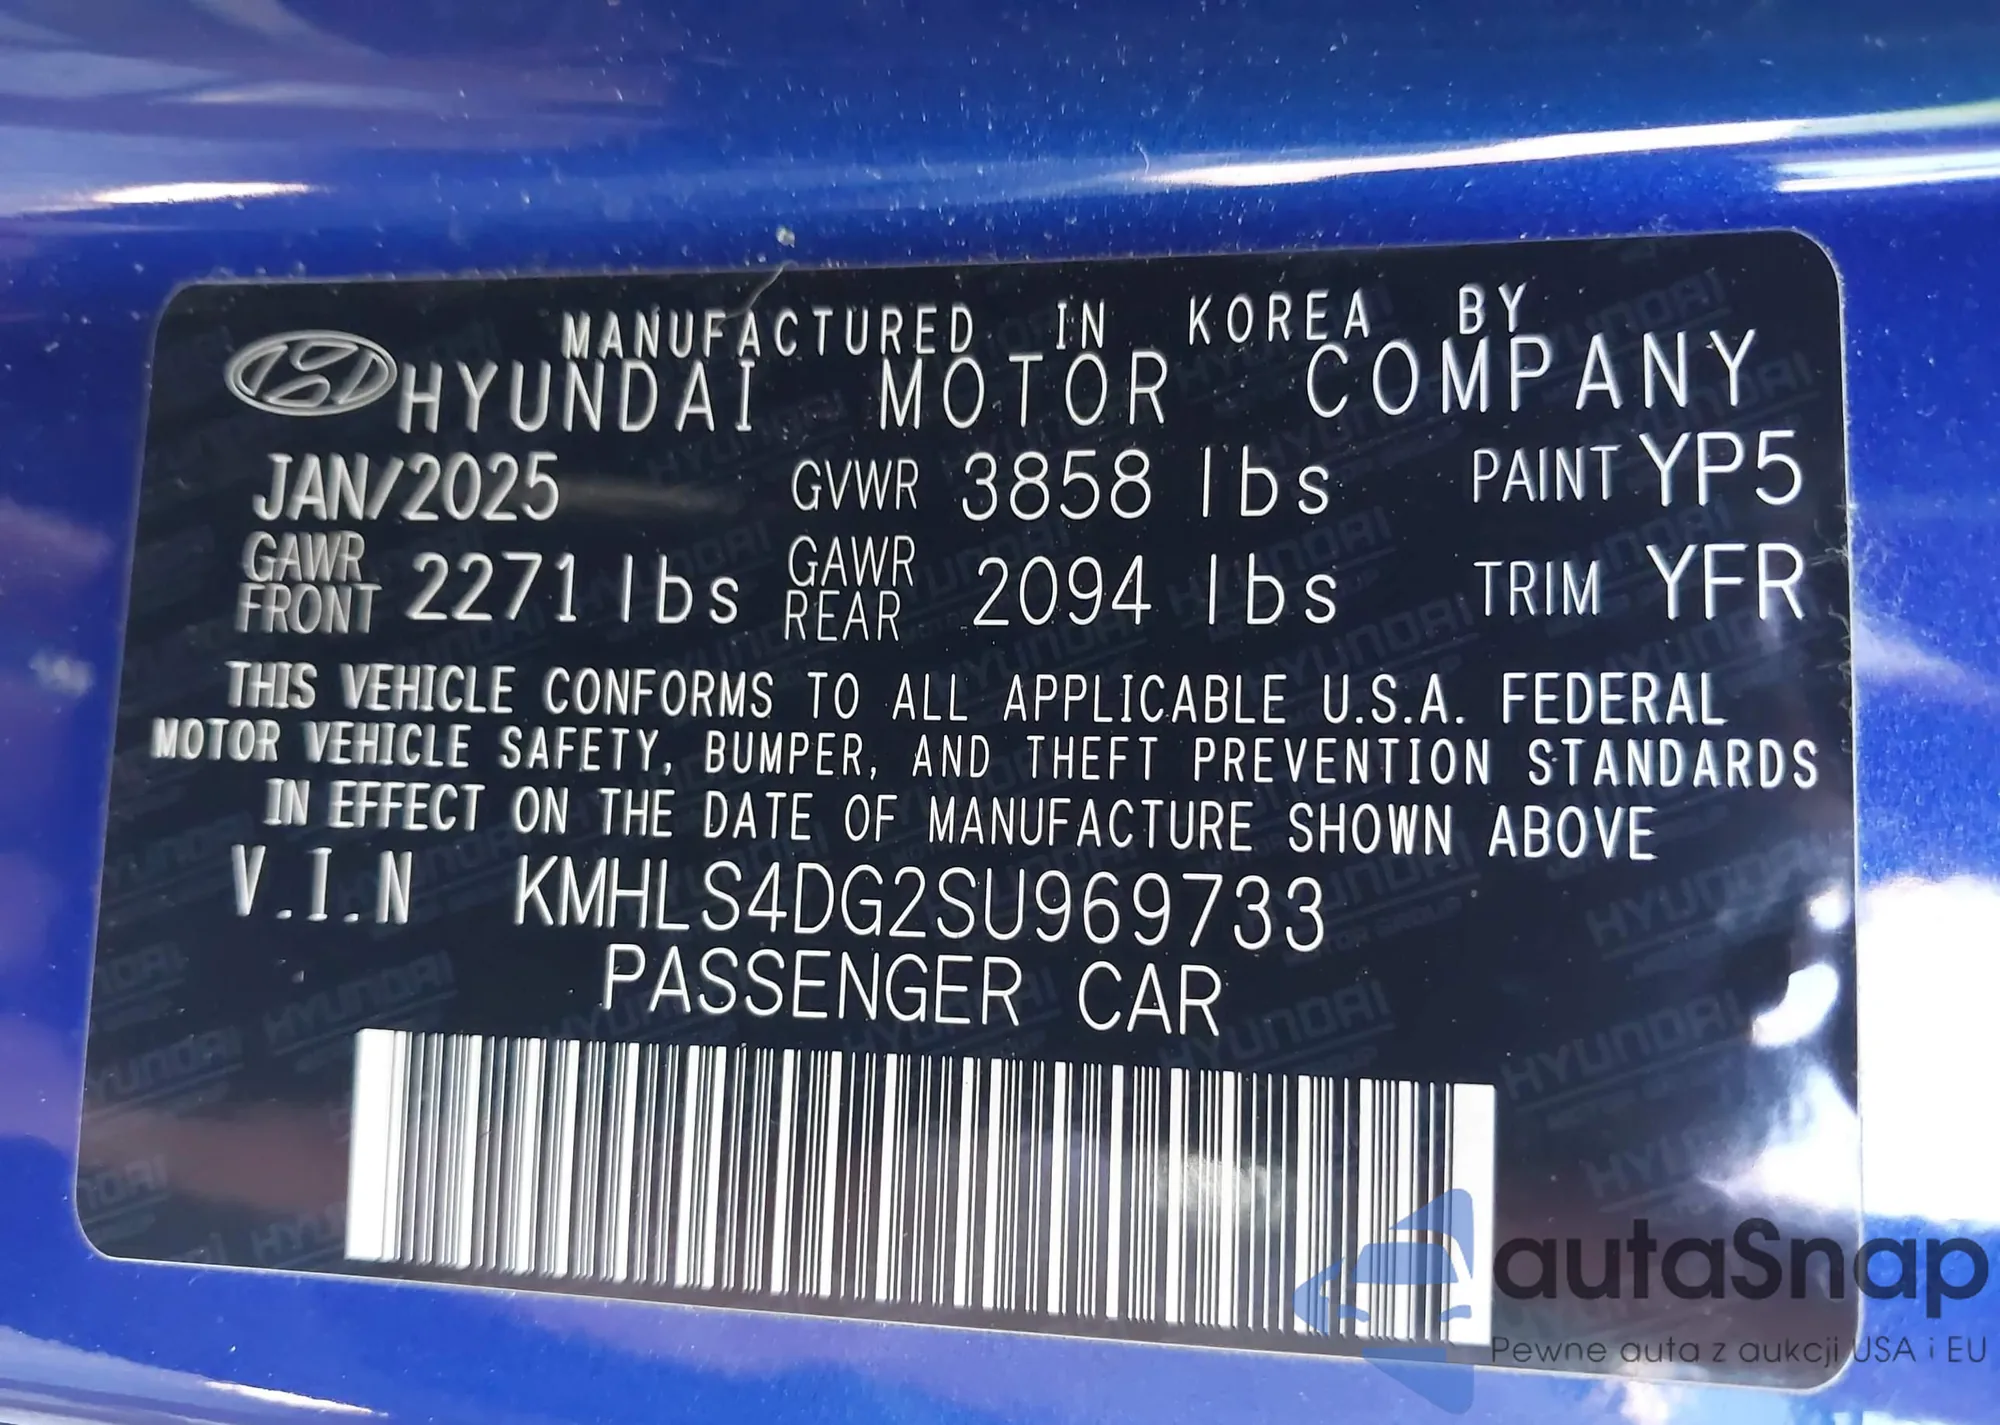 MANUFACTURED IN KOREA BY
HYUNDAI MOTOR COMPANY
JAN/2025 GVWR 3858 lbs PAINT YP5
GAWR FRONT 2271 lbs GAWR REAR 2094 lbs TRIM YFR
THIS VEHICLE CONFORMS TO ALL APPLICABLE U.S.A. FEDERAL
MOTOR VEHICLE SAFETY, BUMPER, AND THEFT PREVENTION STANDARDS
IN EFFECT ON THE DATE OF MANUFACTURE SHOWN ABOVE
V.I.N KMHLS4DG2SU969733
PASSENGER CAR
autaSnap
Pewne auta z aukcji USA i EU